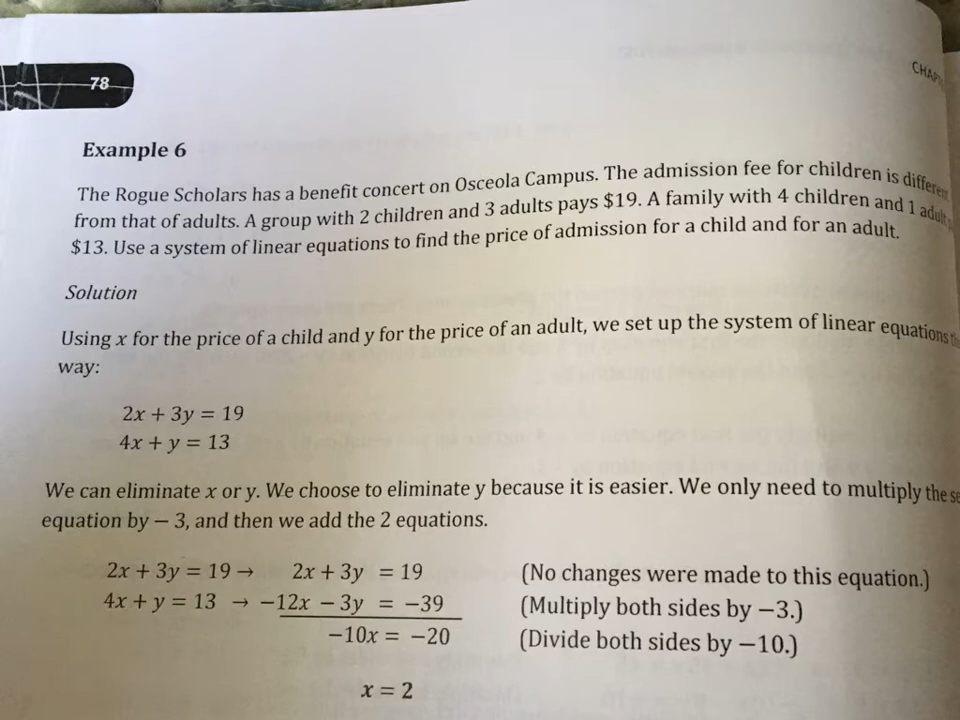 78
Example 6
The Rogue Scholars has a benefit concert on Osceola Campus. The admission fee for children is
from that of adults. A group with 2 children and 3 adults pays $19. A family with 4 children and 1
$13. Use a system of linear equations to find the price of admission for a child and for an adult.
Solution
Using x for the price of a child and y for the price of an adult, we set up the system of linear equations
way:
2x + 3y = 19
4x + y = 13
We can eliminate x or y. We choose to eliminate y because it is easier. We only need to multiply the
equation by − 3, and then we add the 2 equations.
2x + 3y = 19 → 2x + 3y = 19 (No changes were made to this equation.)
4x + y = 13 → −12x − 3y = −39 (Multiply both sides by −3.)
−10x = −20 (Divide both sides by −10.)
x = 2